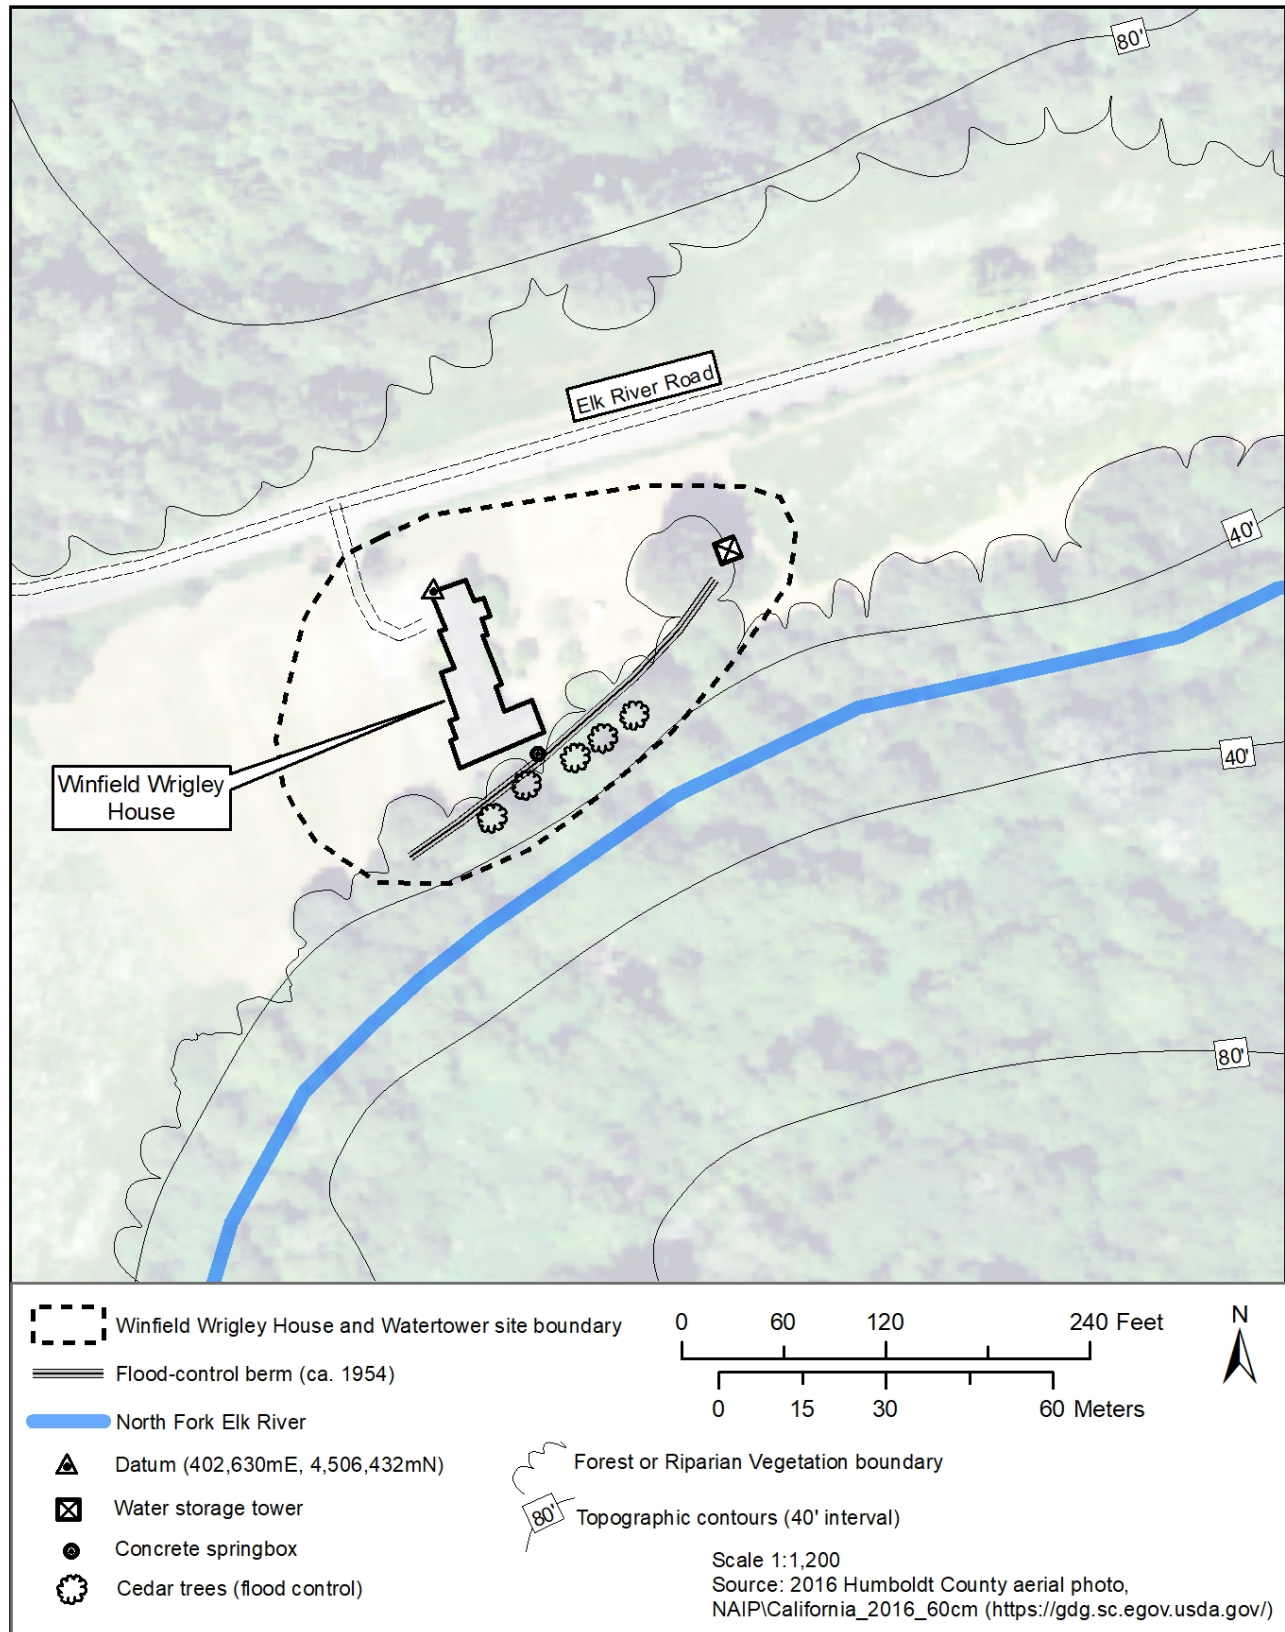 80'
Elk River Road
40'
Winfield Wrigley
House
40'
80'
Winfield Wrigley House and Watertower site boundary
Flood-control berm (ca. 1954)
North Fork Elk River
Datum (402,630mE, 4,506,432mN)
Water storage tower
Concrete springbox
Cedar trees (flood control)
0 60 120 240 Feet
0 15 30 60 Meters
N
Forest or Riparian Vegetation boundary
80'
Topographic contours (40' interval)
Scale 1:1,200
Source: 2016 Humboldt County aerial photo,
NAIP\California_2016_60cm (https://gdg.sc.egov.usda.gov/)